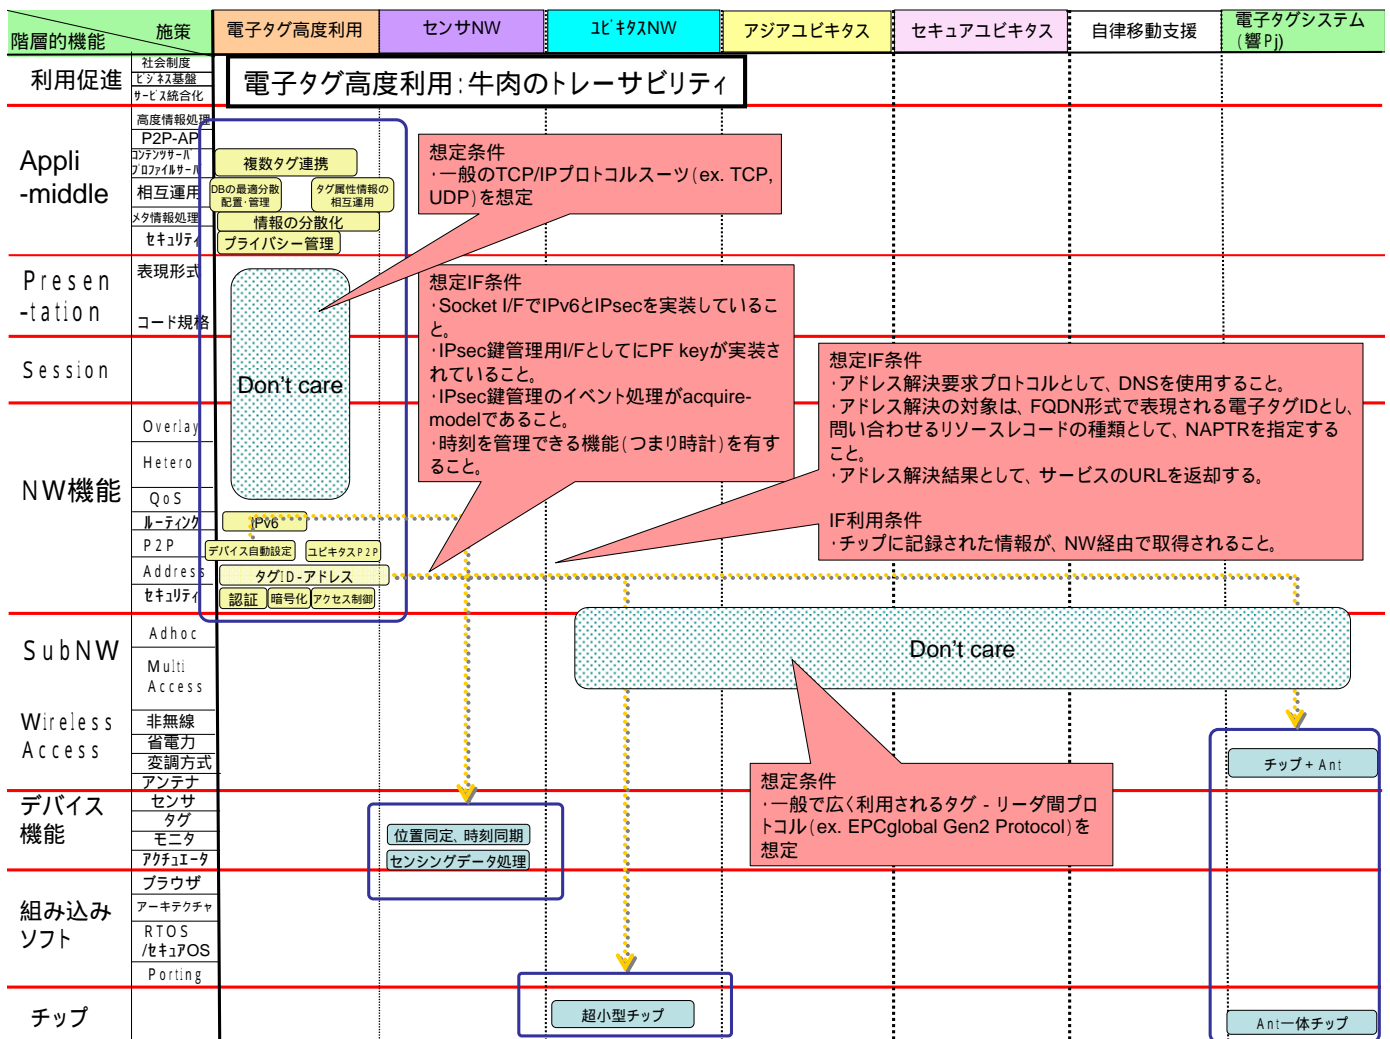 施策
階層的機能
電子タグ高度利用
センサNW
ユビキタスNW
アジアユビキタス
セキュアユビキタス
自律移動支援
電子タグシステム
(響Pj)
利用促進
社会制度
ビジネス基盤
サービス統合化
電子タグ高度利用:牛肉のトレーサビリティ
Appli
-middle
高度情報処理
P2P-AP
コンテンツサーバ
プロファイルサーバ
相互運用
メタ情報処理
セキュリティ
複数タグ連携
DBの最適分散
配置・管理
タグ属性情報の
相互運用
情報の分散化
プライバシー管理
想定条件
・一般のTCP/IPプロトコルスーツ(ex. TCP,
UDP)を想定
Presen
-tation
表現形式
コード規格
Session
Don't care
想定IF条件
・Socket I/FでIPv6とIPsecを実装しているこ
と。
・IPsec鍵管理用I/FとしてにPF keyが実装さ
れていること。
・IPsec鍵管理のイベント処理がacquire-
modelであること。
・時刻を管理できる機能(つまり時計)を有す
ること。
想定IF条件
・アドレス解決要求プロトコルとして、DNSを使用すること。
・アドレス解決の対象は、FQDN形式で表現される電子タグIDとし、
問い合わせるリソースレコードの種類として、NAPTRを指定する
こと。
・アドレス解決結果として、サービスのURLを返却する。
IF利用条件
・チップに記録された情報が、NW経由で取得されること。
NW機能
Overlay
Hetero
QoS
ルーティング
P2P
Address
セキュリティ
IPv6
デバイス自動設定
ユビキタスP2P
タグID-アドレス
認証
暗号化
アクセス制御
SubNW
Adhoc
Multi
Access
Don't care
Wireless
Access
非無線
省電力
変調方式
アンテナ
チップ+Ant
想定条件
・一般で広く利用されるタグ - リーダ間プロ
トコル(ex. EPCglobal Gen2 Protocol)を
想定
デバイス
機能
センサ
タグ
モニタ
アクチュエータ
位置同定、時刻同期
センシングデータ処理
組み込み
ソフト
ブラウザ
アーキテクチャ
RTOS
/セキュアOS
Porting
チップ
超小型チップ
Ant一体チップ